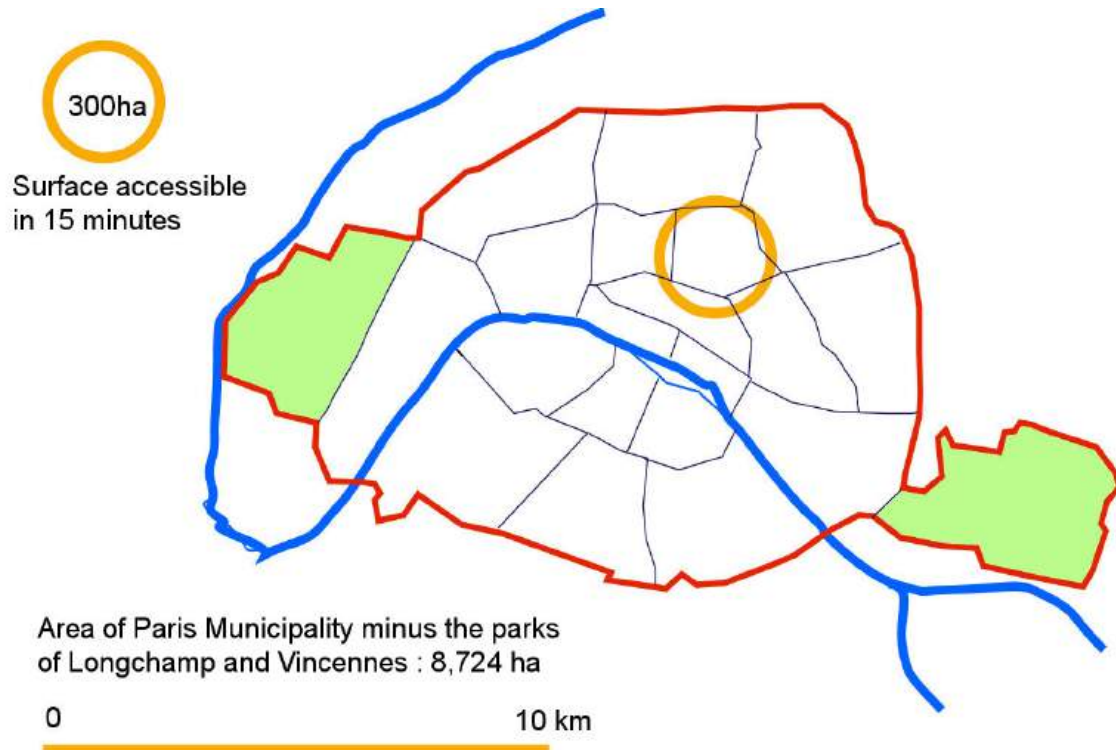 300ha
Surface accessible
in 15 minutes
Area of Paris Municipality minus the parks
of Longchamp and Vincennes : 8,724 ha
0 10 km